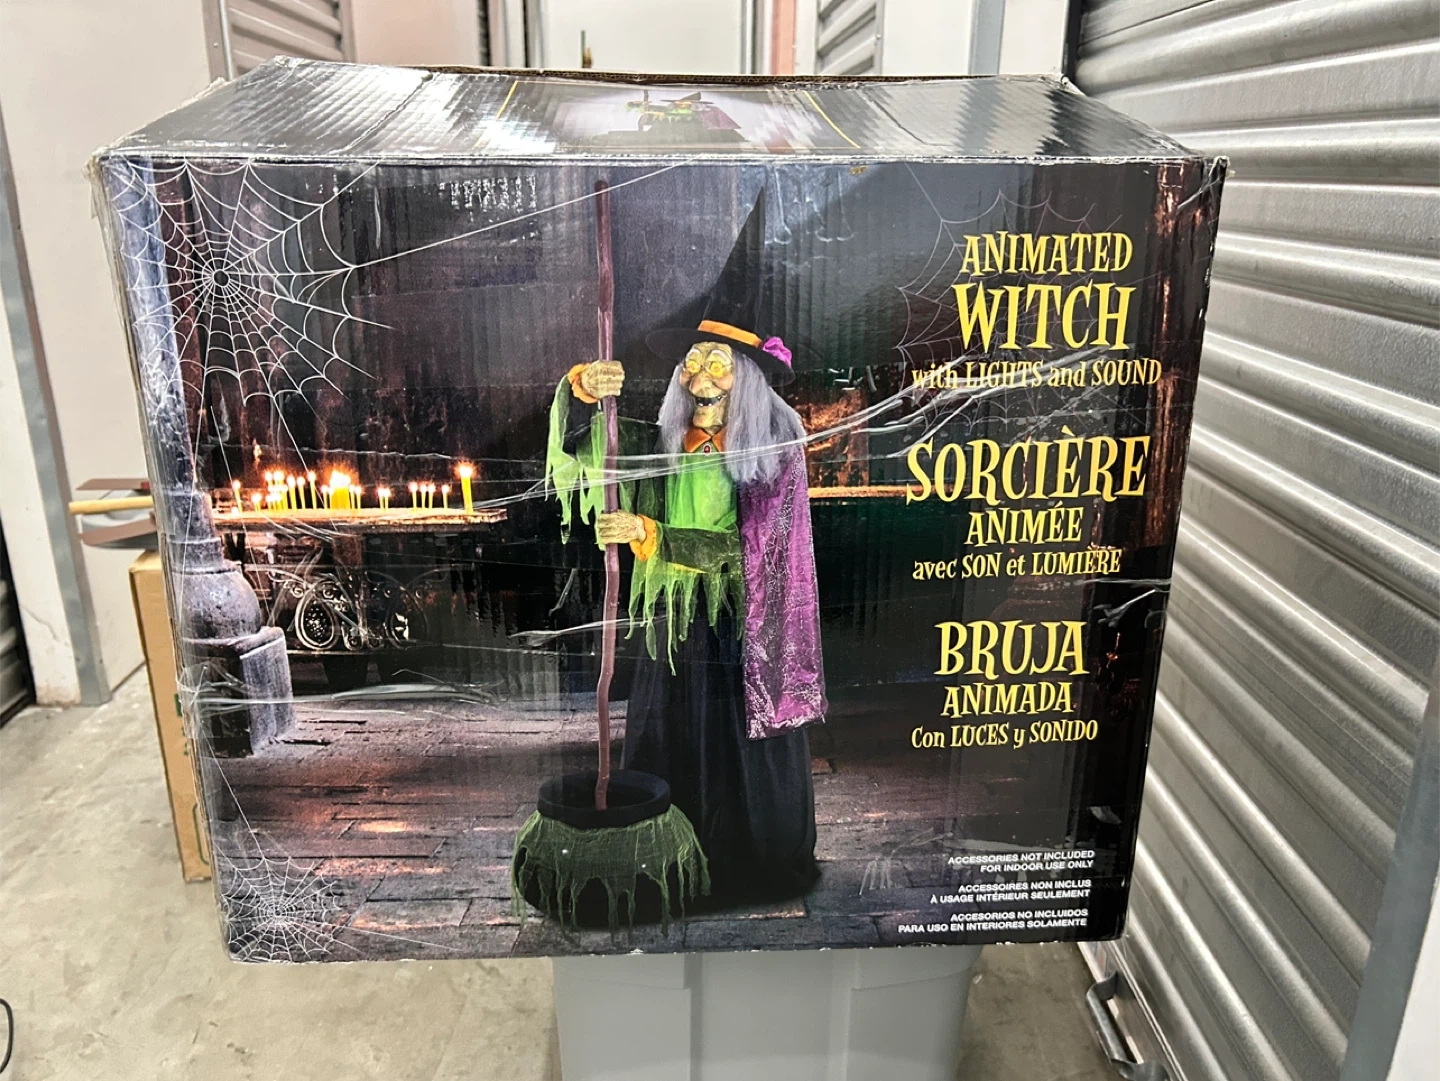 ANIMATED
WITCH
with LIGHTS and SOUND
SORCIÈRE
ANIMÉE
avec SON et LUMIÈRE
BRUJA
ANIMADA
Con LUCES y SONIDO
ACCESSORIES NOT INCLUDED
FOR INDOOR USE ONLY
ACCESSOIRES NON INCLUS
À USAGE INTÉRIEUR SEULEMENT
ACCESORIOS NO INCLUIDOS
PARA USO EN INTERIORES SOLAMENTE